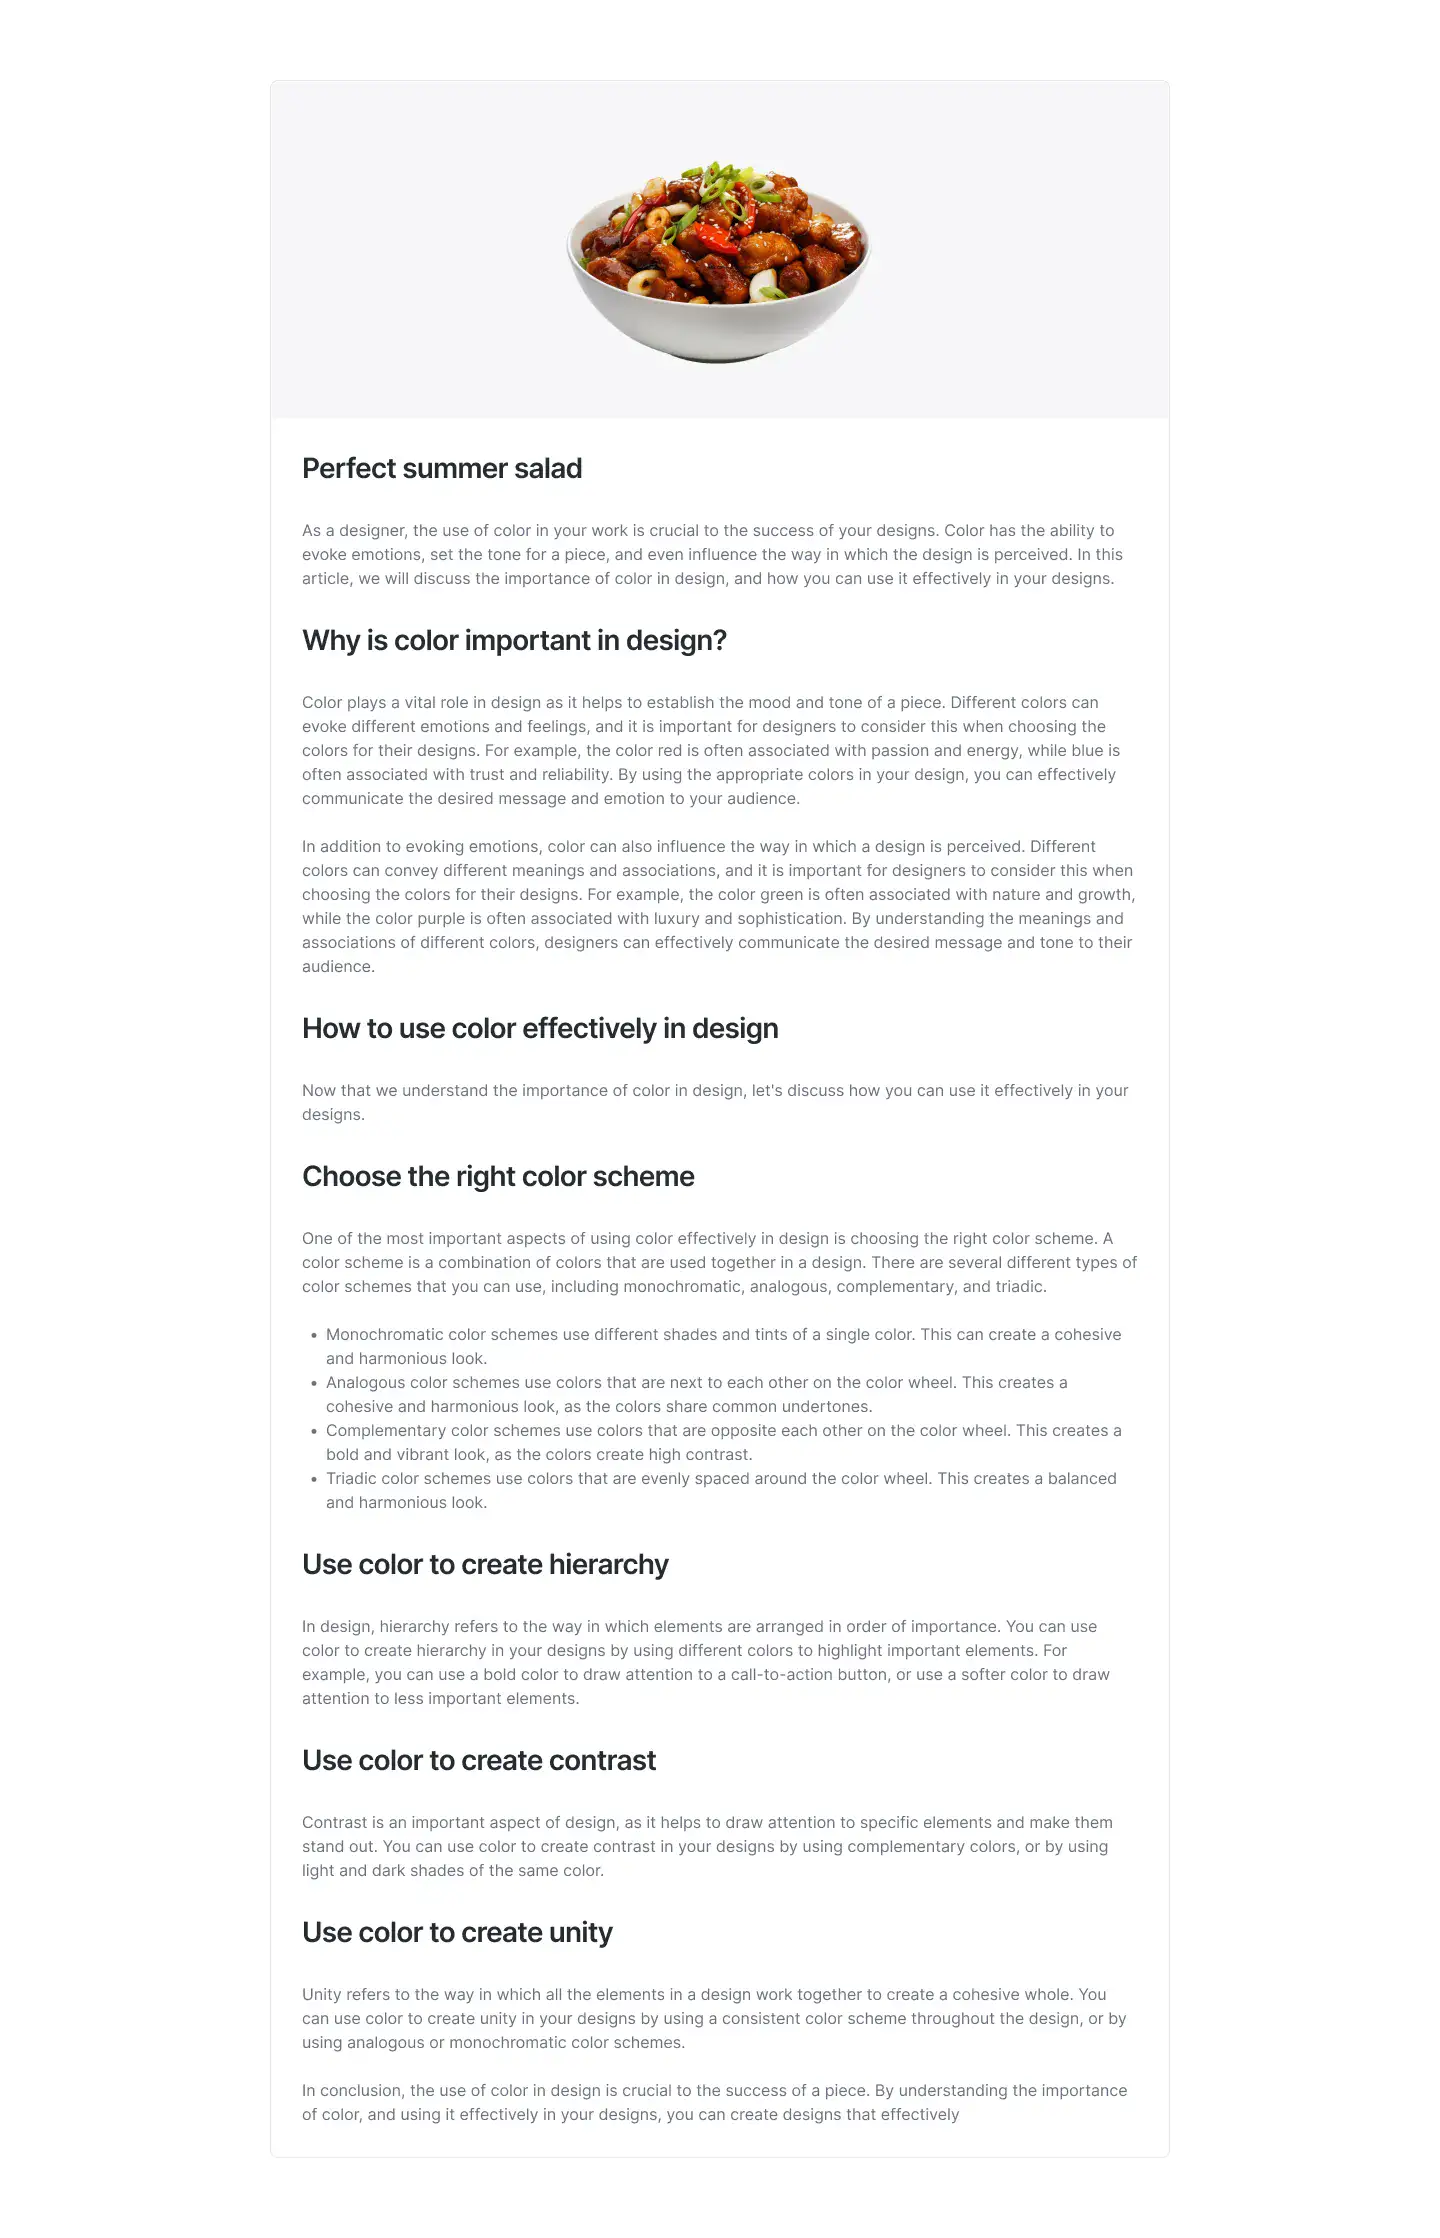 Perfect summer salad
As a designer, the use of color in your work is crucial to the success of your designs. Color has the ability to
evoke emotions, set the tone for a piece, and even influence the way in which the design is perceived. In this
article, we will discuss the importance of color in design, and how you can use it effectively in your designs.
Why is color important in design?
Color plays a vital role in design as it helps to establish the mood and tone of a piece. Different colors can
evoke different emotions and feelings, and it is important for designers to consider this when choosing the
colors for their designs. For example, the color red is often associated with passion and energy, while blue is
often associated with trust and reliability. By using the appropriate colors in your design, you can effectively
communicate the desired message and emotion to your audience.
In addition to evoking emotions, color can also influence the way in which a design is perceived. Different
colors can convey different meanings and associations, and it is important for designers to consider this when
choosing the colors for their designs. For example, the color green is often associated with nature and growth,
while the color purple is often associated with luxury and sophistication. By understanding the meanings and
associations of different colors, designers can effectively communicate the desired message and tone to their
audience.
How to use color effectively in design
Now that we understand the importance of color in design, let's discuss how you can use it effectively in your
designs.
Choose the right color scheme
One of the most important aspects of using color effectively in design is choosing the right color scheme. A
color scheme is a combination of colors that are used together in a design. There are several different types of
color schemes that you can use, including monochromatic, analogous, complementary, and triadic.
• Monochromatic color schemes use different shades and tints of a single color. This can create a cohesive
and harmonious look.
• Analogous color schemes use colors that are next to each other on the color wheel. This creates a
cohesive and harmonious look, as the colors share common undertones.
• Complementary color schemes use colors that are opposite each other on the color wheel. This creates a
bold and vibrant look, as the colors create high contrast.
• Triadic color schemes use colors that are evenly spaced around the color wheel. This creates a balanced
and harmonious look.
Use color to create hierarchy
In design, hierarchy refers to the way in which elements are arranged in order of importance. You can use
color to create hierarchy in your designs by using different colors to highlight important elements. For
example, you can use a bold color to draw attention to a call-to-action button, or use a softer color to draw
attention to less important elements.
Use color to create contrast
Contrast is an important aspect of design, as it helps to draw attention to specific elements and make them
stand out. You can use color to create contrast in your designs by using complementary colors, or by using
light and dark shades of the same color.
Use color to create unity
Unity refers to the way in which all the elements in a design work together to create a cohesive whole. You
can use color to create unity in your designs by using a consistent color scheme throughout the design, or by
using analogous or monochromatic color schemes.
In conclusion, the use of color in design is crucial to the success of a piece. By understanding the importance
of color, and using it effectively in your designs, you can create designs that effectively